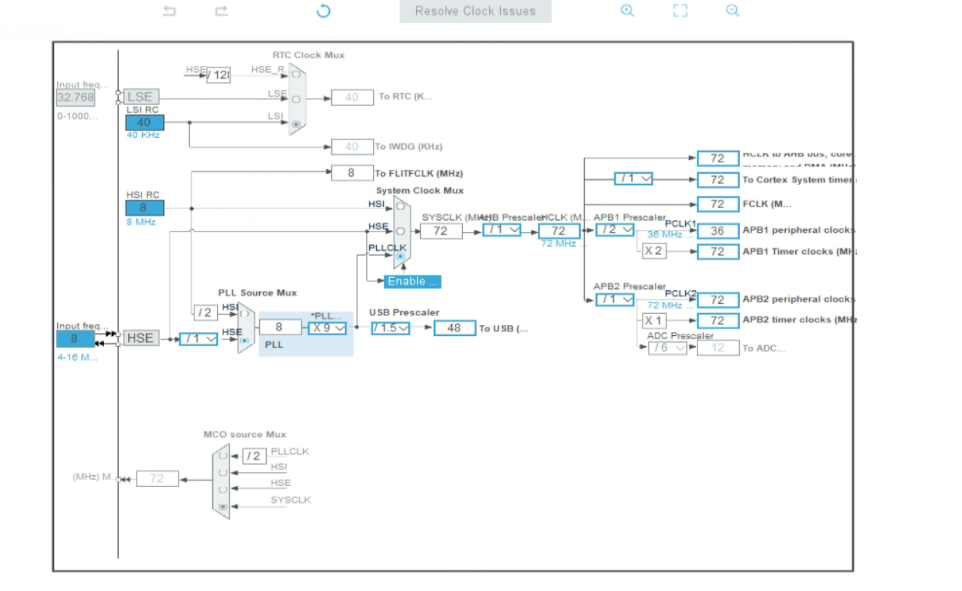 Resolve Clock Issues
RTC Clock Mux
HSE
HSE_R
Input freq...
32.768
LSE
LSE
40
To RTC (K...
0-1000...
LSI RC
40
LSI
40 KHz
40
To IWDG (KHz)
8
To FLITFCLK (MHz)
System Clock Mux
HSI RC
8
8 MHz
HSI
HSE
PLLCLK
Enable ...
72
/ 1
72
72 MHz
APB1 Prescaler
/ 2
PCLK1
36 MHz
X 2
72
/ 1
72
To Cortex System timer
72
FCLK (M...
36
APB1 peripheral clocks
72
APB1 Timer clocks (MHz
APB2 Prescaler
/ 1
PCLK2
72 MHz
72
APB2 peripheral clocks
X 1
72
APB2 timer clocks (MHz
ADC Prescaler
/ 6
12
To ADC...
PLL Source Mux
/ 2
HSI
Input freq...
8
4-16 M...
HSE
/ 1
HSE
8
*PLL...
X 9
PLL
USB Prescaler
/ 1.5
48
To USB (...
MCO source Mux
/ 2
PLLCLK
HSI
HSE
SYSCLK
(MHz) M...
72